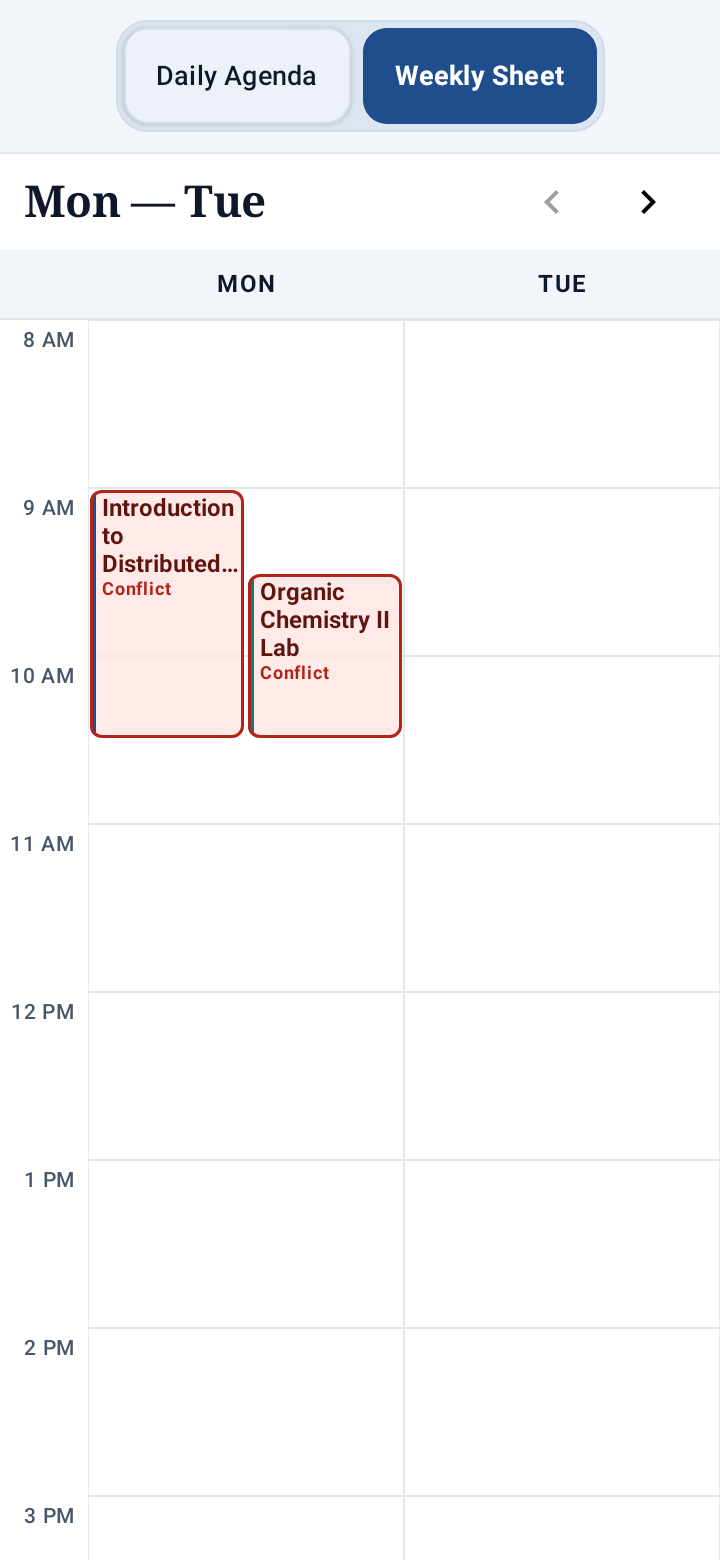 Daily Agenda
Weekly Sheet
Mon — Tue
MON
TUE
8 AM
9 AM
Introduction
to
Distributed…
Conflict
Organic
Chemistry II
Lab
Conflict
10 AM
11 AM
12 PM
1 PM
2 PM
3 PM